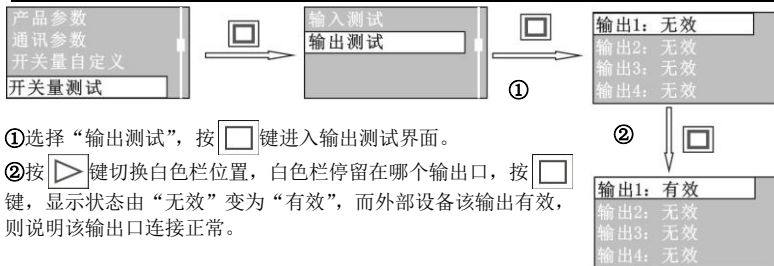 产品参数
通讯参数
开关量自定义
开关量测试
输入测试
输出测试
①
输出1：无效
输出2：无效
输出3：无效
输出4：无效
②
①选择“输出测试”，按键进入输出测试界面。
②按键切换白色栏位置，白色栏停留在哪个输出口，按
键，显示状态由“无效”变为“有效”，而外部设备该输出有效，
则说明该输出口连接正常。
输出1：有效
输出2：无效
输出3：无效
输出4：无效